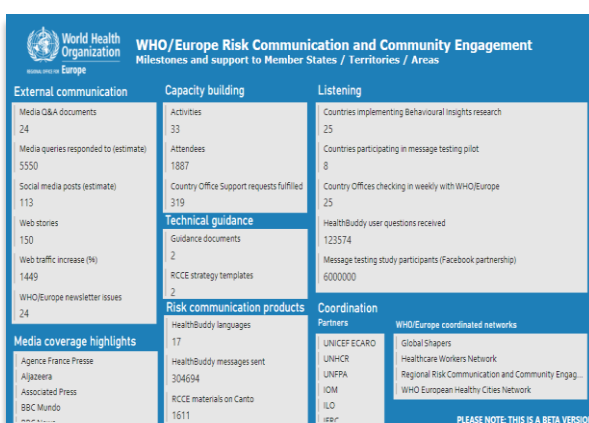 World Health
Organization
REGIONAL OFFICE FOR Europe
WHO/Europe Risk Communication and Community Engagement
Milestones and support to Member States / Territories / Areas
External communication
Media Q&A documents
24
Media queries responded to (estimate)
5550
Social media posts (estimate)
113
Web stories
150
Web traffic increase (%)
1449
WHO/Europe newsletter issues
24
Media coverage highlights
Agence France Presse
Aljazeera
Associated Press
BBC Mundo
Capacity building
Activities
33
Attendees
1887
Country Office Support requests fulfilled
319
Technical guidance
Guidance documents
2
RCCE strategy templates
2
Risk communication products
HealthBuddy languages
17
HealthBuddy messages sent
304694
RCCE materials on Canto
1611
Listening
Countries implementing Behavioural Insights research
25
Countries participating in message testing pilot
8
Country Offices checking in weekly with WHO/Europe
25
HealthBuddy user questions received
123574
Message testing study participants (Facebook partnership)
6000000
Coordination
Partners
UNICEF ECARO
UNHCR
UNFPA
IOM
ILO
IFRC
WHO/Europe coordinated networks
Global Shapers
Healthcare Workers Network
Regional Risk Communication and Community Engag...
WHO European Healthy Cities Network
PLEASE NOTE: THIS IS A BETA VERSION